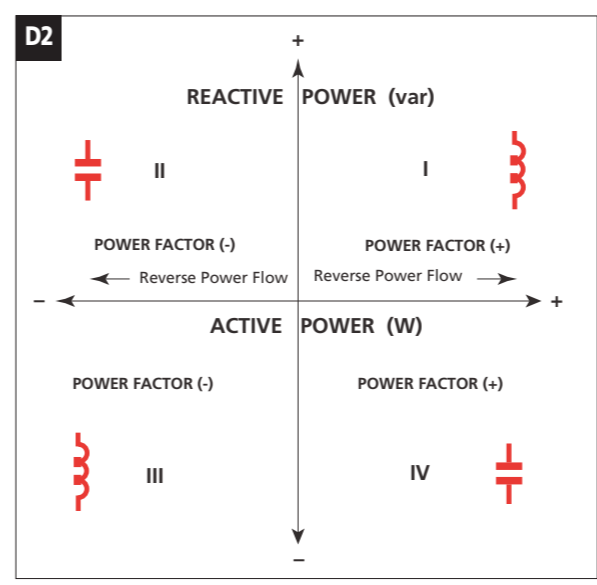 D2
+
REACTIVE POWER (var)
II
I
POWER FACTOR (-)
POWER FACTOR (+)
Reverse Power Flow
Reverse Power Flow
–
+
ACTIVE POWER (W)
POWER FACTOR (-)
POWER FACTOR (+)
III
IV
–